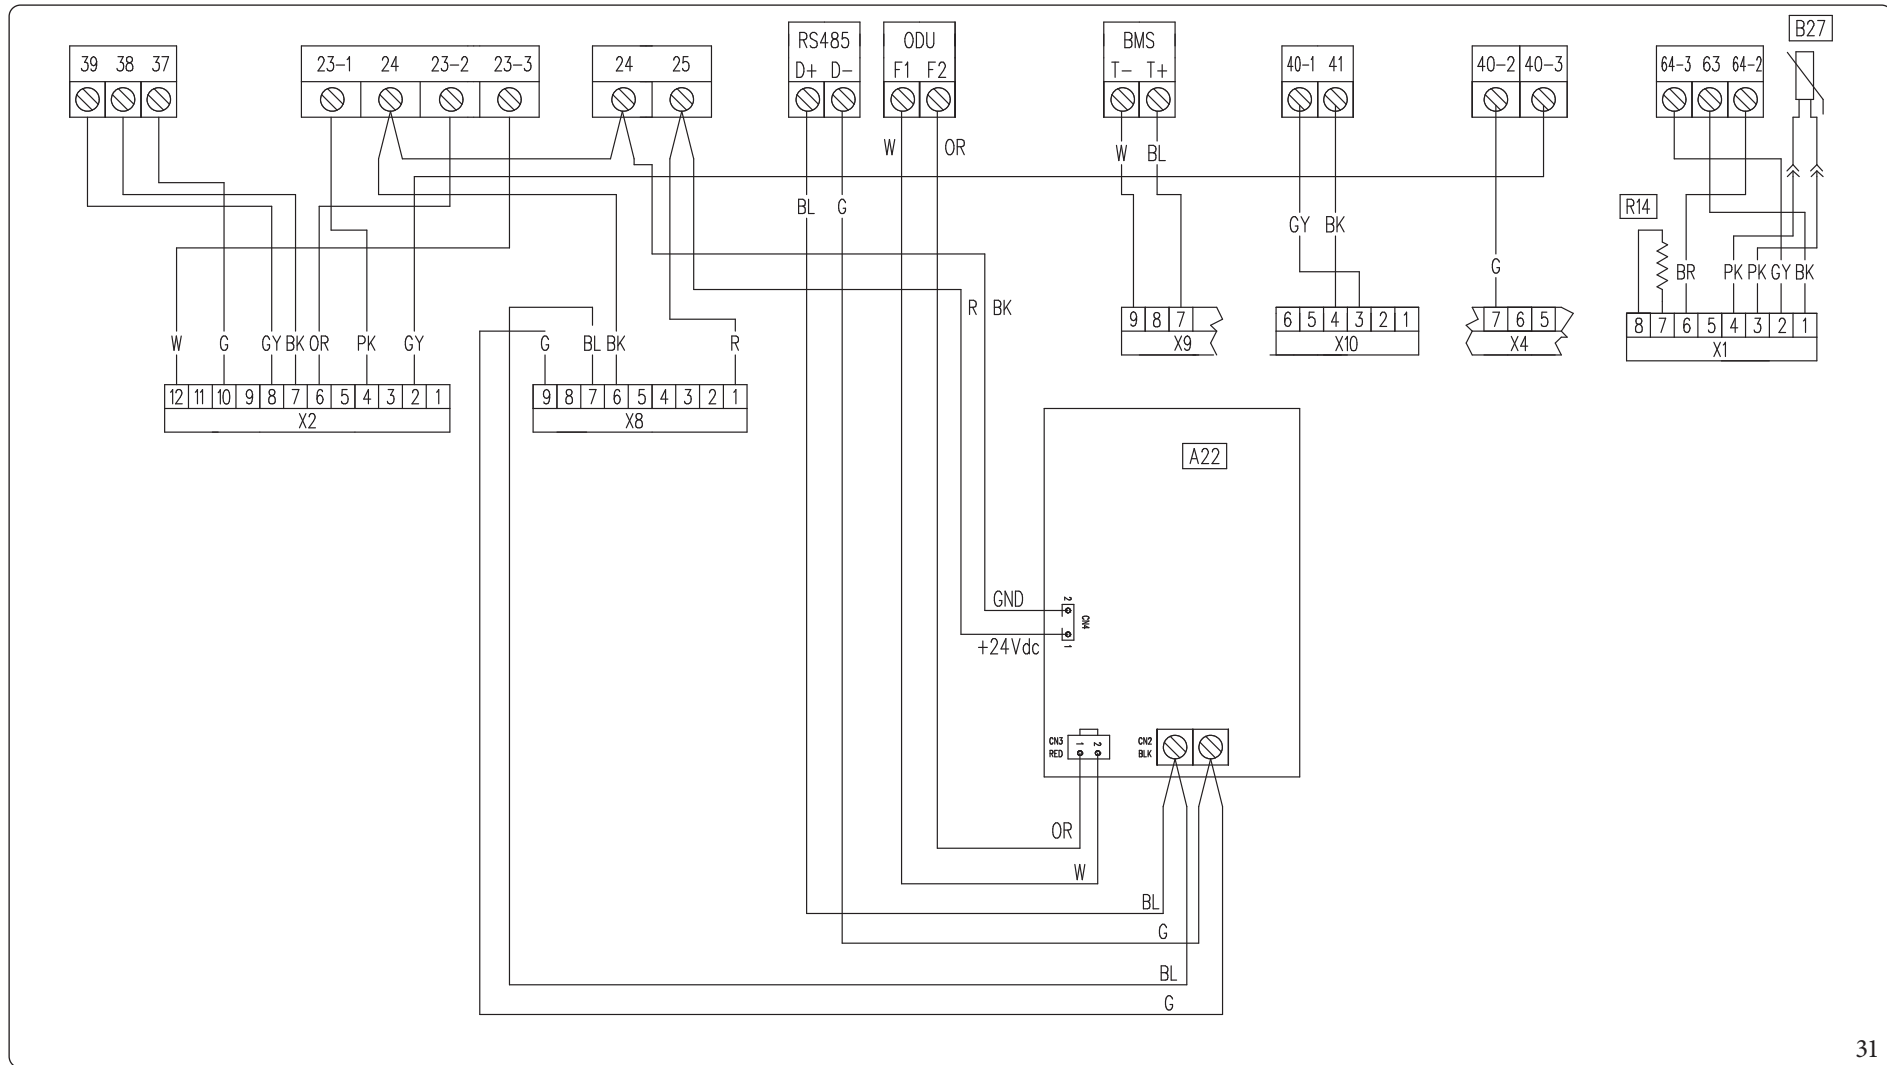 B27
RS485 ODU BMS
39 38 37 23-1 24 23-2 23-3 24 25 D+ D- F1 F2 T- T+ 40-1 41 40-2 40-3 64-3 63 64-2
W OR W BL
BL G R14
GY BK
G BR PK PK GY BK
R BK
9 8 7 6 5 4 3 2 1 7 6 5 8 7 6 5 4 3 2 1
X9 X10 X4 X1
W G GY BK OR PK GY G BL BK R
12 11 10 9 8 7 6 5 4 3 2 1 9 8 7 6 5 4 3 2 1
X2 X8
A22
GND 2
CN4
+24Vdc 1
CN3 1 2 CN2
RED BLK
OR
W
BL
G
BL
G
31